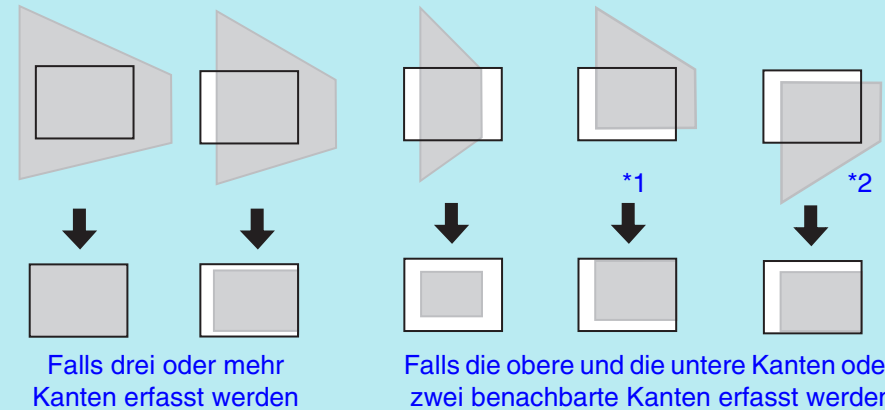 *1
*2
Falls drei oder mehr
Kanten erfasst werden
Falls die obere und die untere Kanten ode
zwei benachbarte Kanten erfasst werden